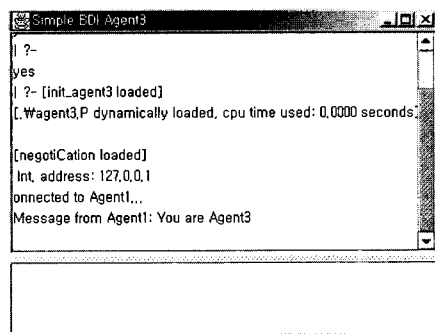 Simple BDI Agent3
| ?-
yes
| ?- [init_agent3 loaded]
[.₩agent3.P dynamically loaded, cpu time used: 0.0000 seconds]
[negotiCation loaded]
Int, address: 127.0.0.1
onnected to Agent1...
Message from Agent1: You are Agent3